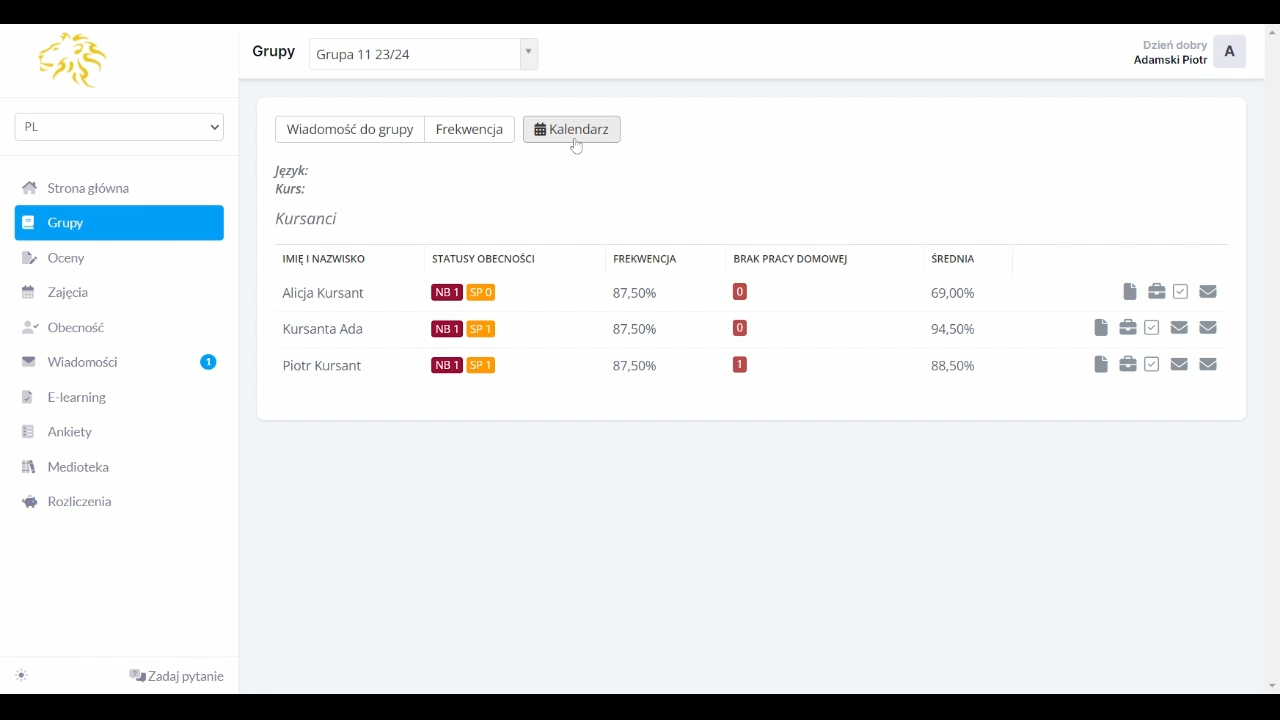 Grupy Grupa 11 23/24 Dzień dobry
Adamski Piotr A
PL
Strona główna
Grupy
Oceny
Zajęcia
Obecność
Wiadomości 1
E-learning
Ankiety
Medioteka
Rozliczenia
Zadaj pytanie
Wiadomość do grupy Frekwencja Kalendarz
Język:
Kurs:
Kursanci
IMIĘ I NAZWISKO STATUSY OBECNOŚCI FREKWENCJA BRAK PRACY DOMOWEJ ŚREDNIA
Alicja Kursant NB 1 SP 0 87,50% 0 69,00%
Kursanta Ada NB 1 SP 1 87,50% 0 94,50%
Piotr Kursant NB 1 SP 1 87,50% 1 88,50%